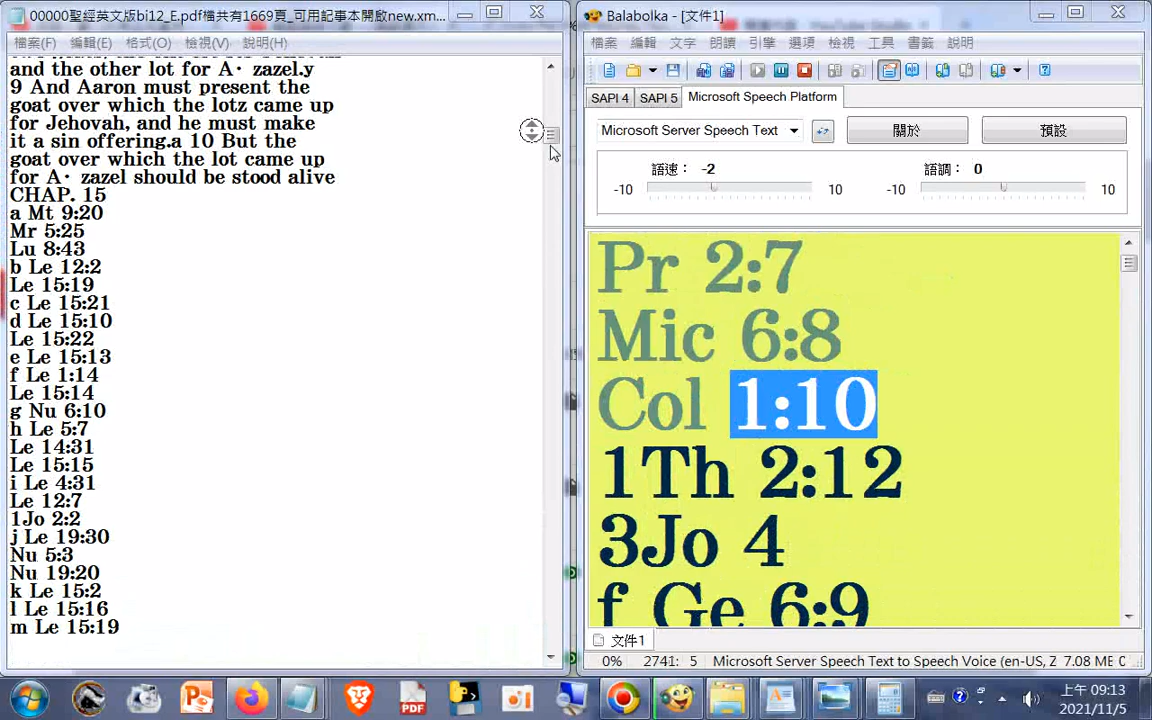 00000聖經英文版bi12_E.pdf檔共有1669頁_可用記事本開啟new.xm...
檔案(F) 編輯(E) 格式(O) 檢視(V) 說明(H)
and the other lot for A· zazel.y
9 And Aaron must present the
goat over which the lotz came up
for Jehovah, and he must make
it a sin offering.a 10 But the
goat over which the lot came up
for A· zazel should be stood alive
CHAP. 15
a Mt 9:20
Mr 5:25
Lu 8:43
b Le 12:2
Le 15:19
c Le 15:21
d Le 15:10
Le 15:22
e Le 15:13
f Le 1:14
Le 15:14
g Nu 6:10
h Le 5:7
Le 14:31
Le 15:15
i Le 4:31
Le 12:7
1Jo 2:2
j Le 19:30
Nu 5:3
Nu 19:20
k Le 15:2
l Le 15:16
m Le 15:19
Balabolka - [文件1]
檔案 編輯 文字 朗讀 引擎 選項 檢視 工具 書籤 說明
SAPI 4 SAPI 5 Microsoft Speech Platform
Microsoft Server Speech Text 關於 預設
語速： -2 語調： 0
-10 10 -10 10
Pr 2:7
Mic 6:8
Col 1:10
1Th 2:12
3Jo 4
f Ge 6:9
文件1
0% 2741: 5 Microsoft Server Speech Text to Speech Voice (en-US, Z 7.08 ME
PDF
上午 09:13
2021/11/5